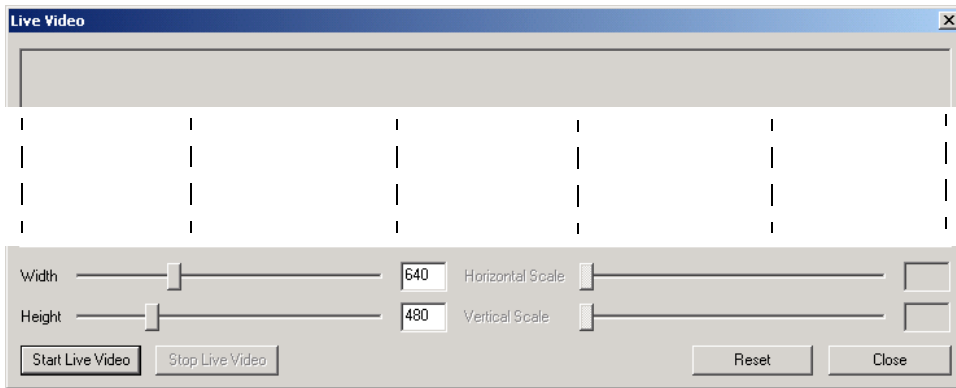 Live Video
Width 640 Horizontal Scale
Height 480 Vertical Scale
Start Live Video Stop Live Video Reset Close